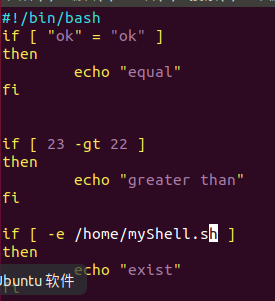 #!/bin/bash
if [ "ok" = "ok" ]
then
        echo "equal"
fi
if [ 23 -gt 22 ]
then
        echo "greater than"
fi
if [ -e /home/myShell.sh ]
then
        echo "exist"
Ubuntu 软件